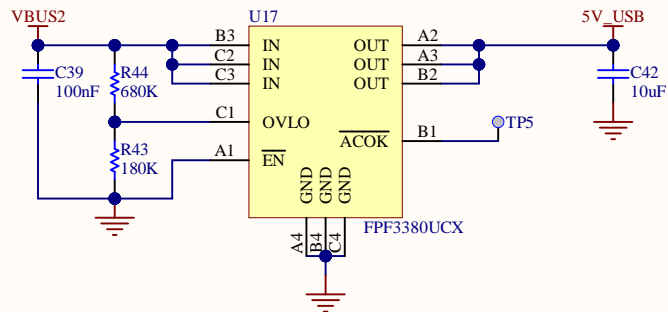 VBUS2
U17
5V_USB
B3
IN
OUT
A2
C39
100nF
R44
680K
C2
IN
OUT
A3
C42
10uF
C3
IN
OUT
B2
C1
OVLO
R43
180K
ACOK
B1
TP5
A1
EN
GND
GND
GND
A4
B4
C4
FPF3380UCX